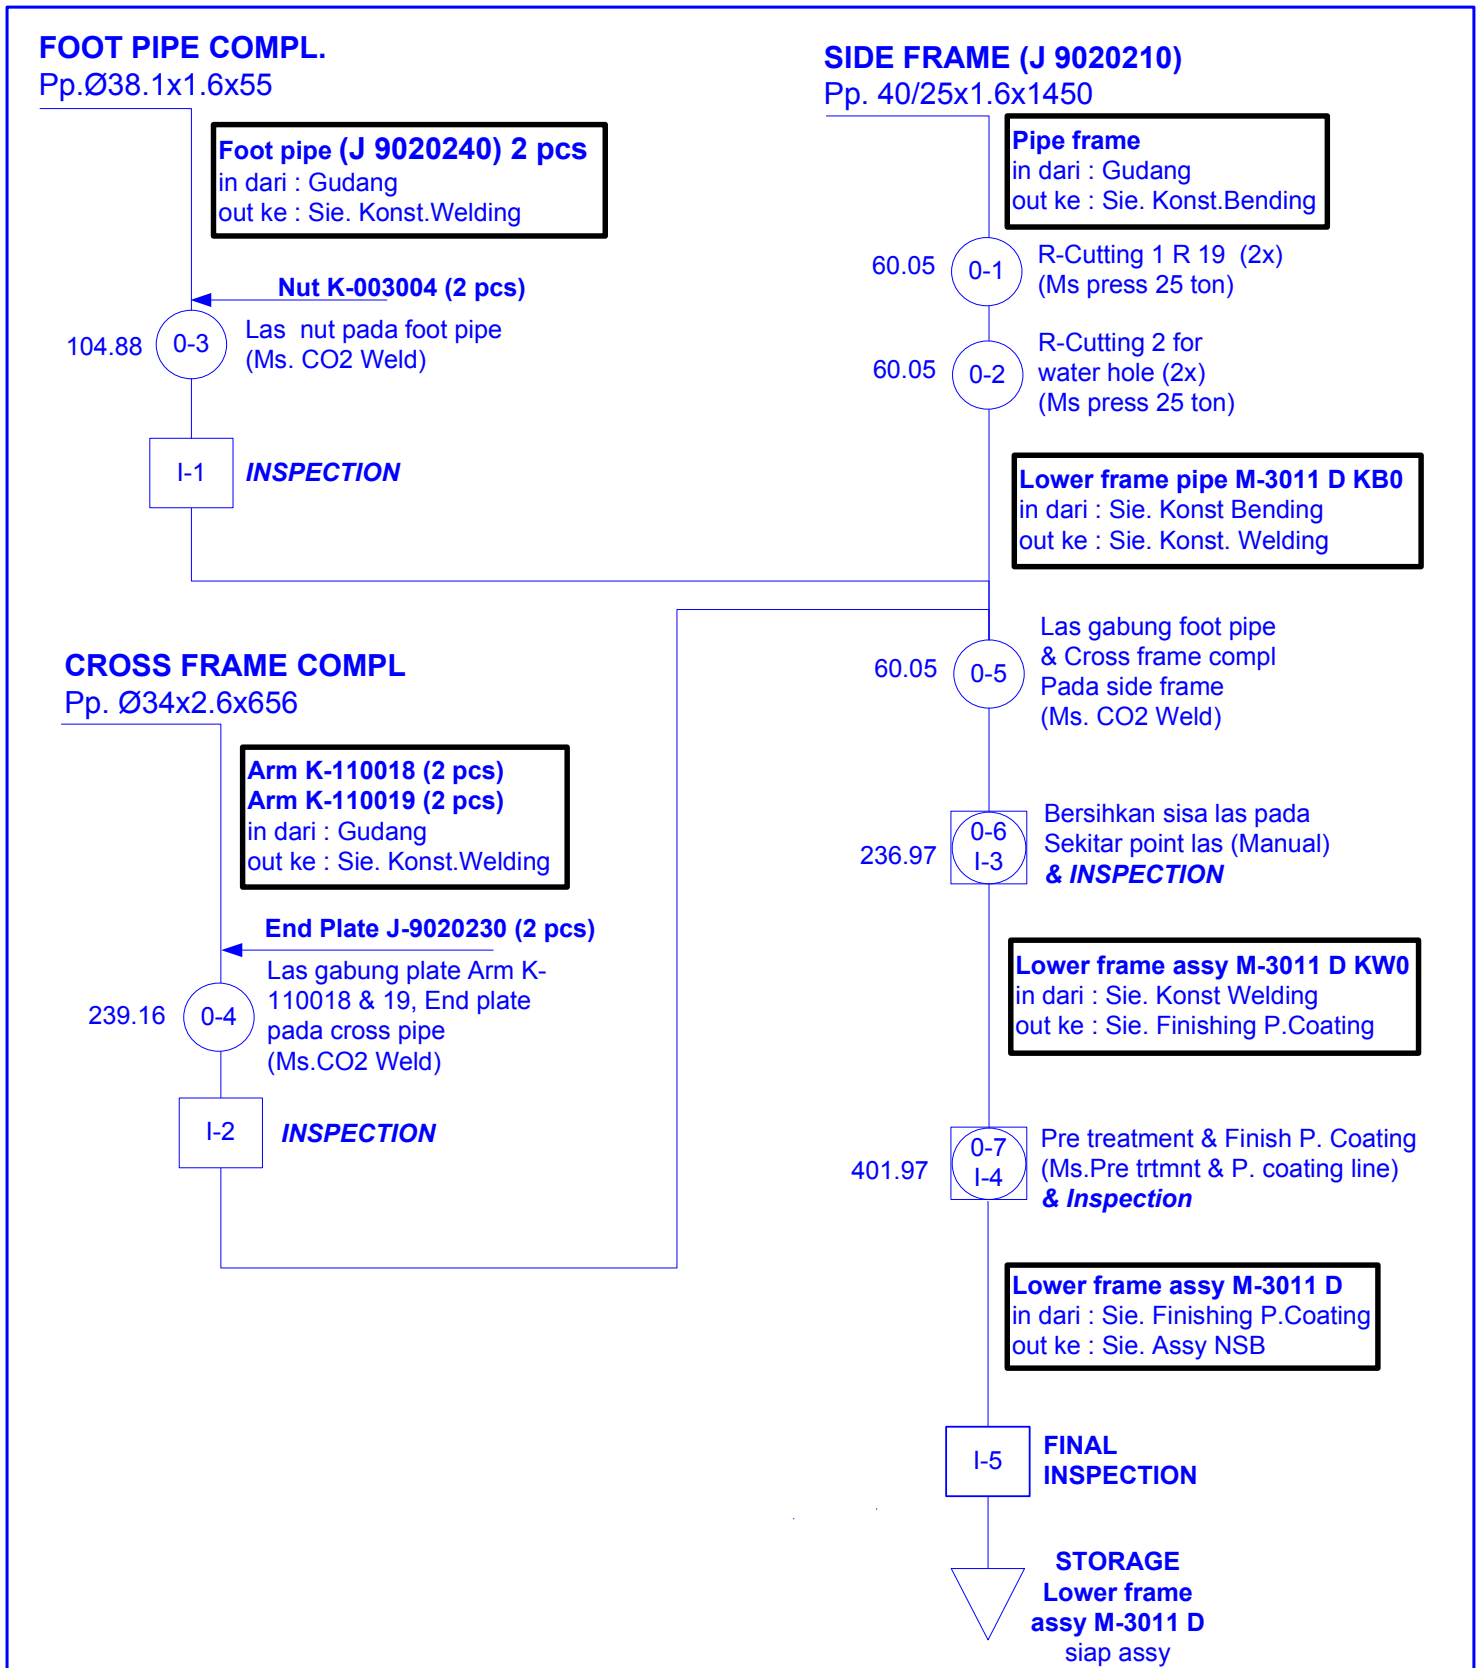 FOOT PIPE COMPL.
Pp.Ø38.1x1.6x55
Foot pipe (J 9020240) 2 pcs
in dari : Gudang
out ke : Sie. Konst.Welding
Nut K-003004 (2 pcs)
104.88
0-3
Las  nut pada foot pipe
(Ms. CO2 Weld)
I-1
INSPECTION
CROSS FRAME COMPL
Pp. Ø34x2.6x656
Arm K-110018 (2 pcs)
Arm K-110019 (2 pcs)
in dari : Gudang
out ke : Sie. Konst.Welding
End Plate J-9020230 (2 pcs)
239.16
0-4
Las gabung plate Arm K-
110018 & 19, End plate
pada cross pipe
(Ms.CO2 Weld)
I-2
INSPECTION
SIDE FRAME (J 9020210)
Pp. 40/25x1.6x1450
Pipe frame
in dari : Gudang
out ke : Sie. Konst.Bending
60.05
0-1
R-Cutting 1 R 19  (2x)
(Ms press 25 ton)
60.05
0-2
R-Cutting 2 for
water hole (2x)
(Ms press 25 ton)
Lower frame pipe M-3011 D KB0
in dari : Sie. Konst Bending
out ke : Sie. Konst. Welding
60.05
0-5
Las gabung foot pipe
& Cross frame compl
Pada side frame
(Ms. CO2 Weld)
236.97
0-6
I-3
Bersihkan sisa las pada
Sekitar point las (Manual)
& INSPECTION
Lower frame assy M-3011 D KW0
in dari : Sie. Konst Welding
out ke : Sie. Finishing P.Coating
401.97
0-7
I-4
Pre treatment & Finish P. Coating
(Ms.Pre trtmnt & P. coating line)
& Inspection
Lower frame assy M-3011 D
in dari : Sie. Finishing P.Coating
out ke : Sie. Assy NSB
I-5
FINAL
INSPECTION
STORAGE
Lower frame
assy M-3011 D
siap assy